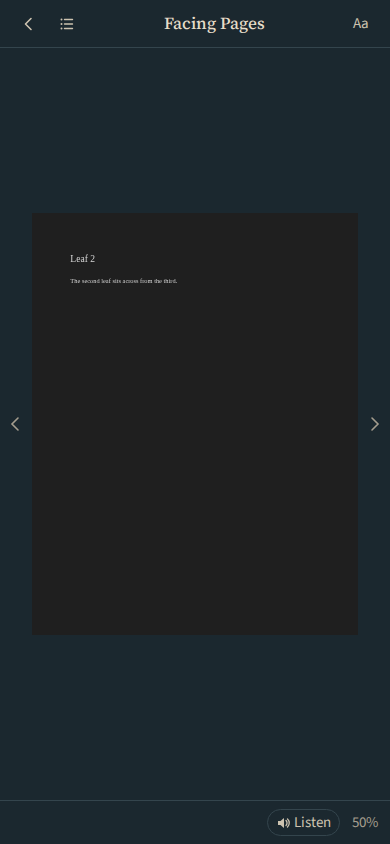 Facing Pages
Aa
Leaf 2
The second leaf sits across from the third.
Listen
50%